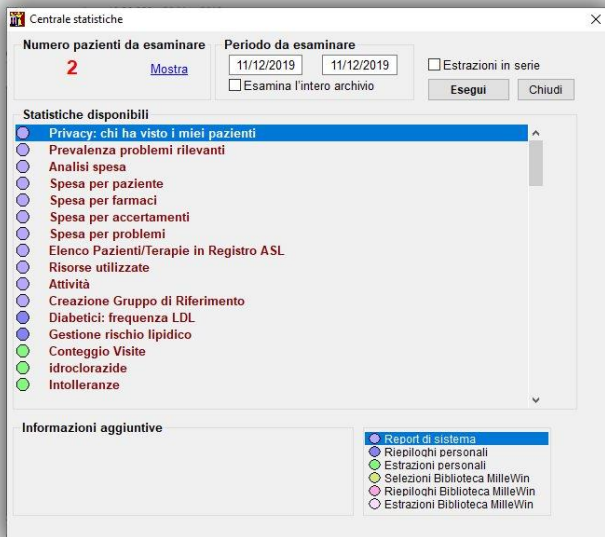 Centrale statistiche
Numero pazienti da esaminare
2
Mostra
Periodo da esaminare
11/12/2019 11/12/2019
Esamina l'intero archivio
Estrazioni in serie
Esegui Chiudi
Statistiche disponibili
Privacy: chi ha visto i miei pazienti
Prevalenza problemi rilevanti
Analisi spesa
Spesa per paziente
Spesa per farmaci
Spesa per accertamenti
Spesa per problemi
Elenco Pazienti/Terapie in Registro ASL
Risorse utilizzate
Attività
Creazione Gruppo di Riferimento
Diabetici: frequenza LDL
Gestione rischio lipidico
Conteggio Visite
idroclorazide
Intolleranze
Informazioni aggiuntive
Report di sistema
Riepiloghi personali
Estrazioni personali
Selezioni Biblioteca MilleWin
Riepiloghi Biblioteca MilleWin
Estrazioni Biblioteca MilleWin